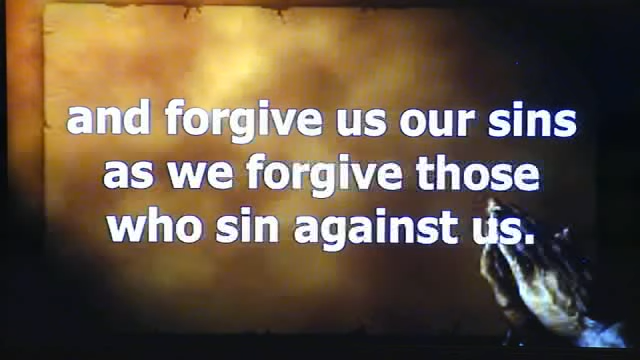 and forgive us our sins
as we forgive those
who sin against us.